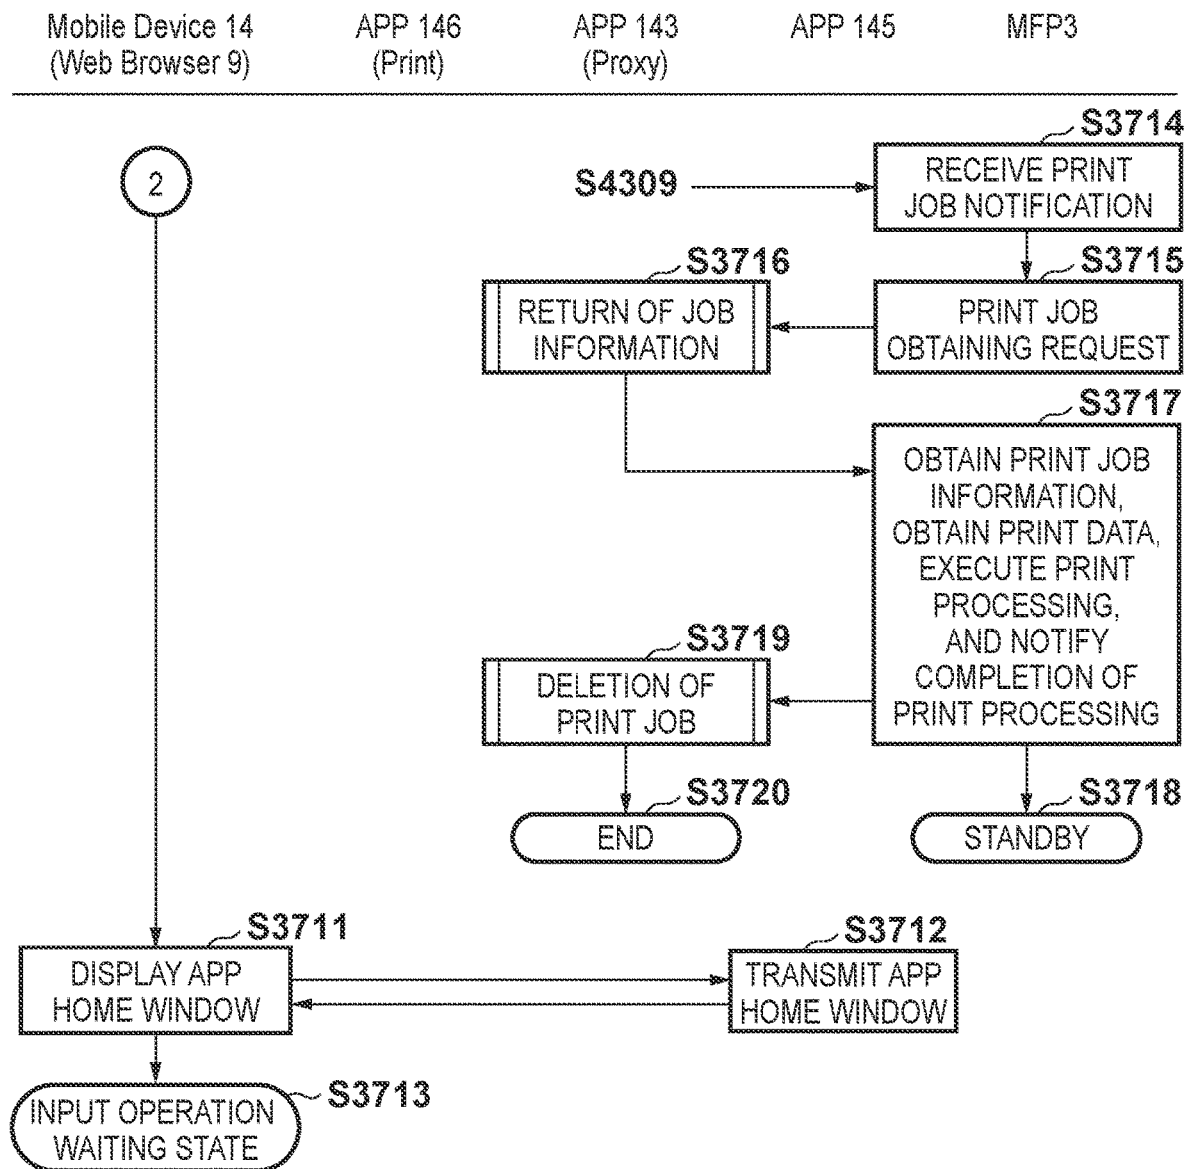 Mobile Device 14
(Web Browser 9)
APP 146
(Print)
APP 143
(Proxy)
APP 145
MFP3
2
S4309
S3714
RECEIVE PRINT
JOB NOTIFICATION
S3715
PRINT JOB
OBTAINING REQUEST
S3716
RETURN OF JOB
INFORMATION
S3717
OBTAIN PRINT JOB
INFORMATION,
OBTAIN PRINT DATA,
EXECUTE PRINT
PROCESSING,
AND NOTIFY
COMPLETION OF
PRINT PROCESSING
S3719
DELETION OF
PRINT JOB
S3720
END
S3718
STANDBY
S3711
DISPLAY APP
HOME WINDOW
S3712
TRANSMIT APP
HOME WINDOW
S3713
INPUT OPERATION
WAITING STATE